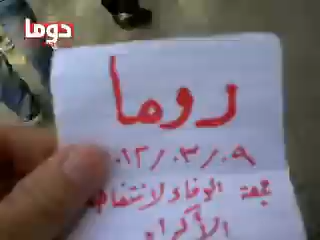 دوما
دوما
٢٠١٢/٠٣/٠٩
جمعة الوفاء لانتفاضة
الأكراد